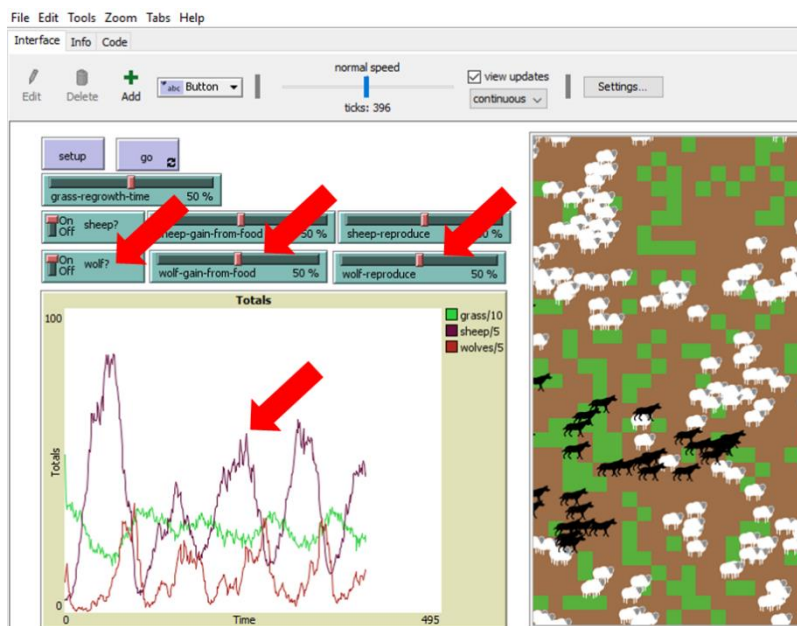 File Edit Tools Zoom Tabs Help
Interface Info Code
Edit Delete Add abc Button normal speed ticks: 396 view updates continuous Settings...
setup go
grass-regrowth-time 50 %
On Off sheep? sheep-gain-from-food 50 % sheep-reproduce
On Off wolf? wolf-gain-from-food 50 % wolf-reproduce 50 %
Totals
100
grass/10
sheep/5
wolves/5
Totals
0
0 Time 495